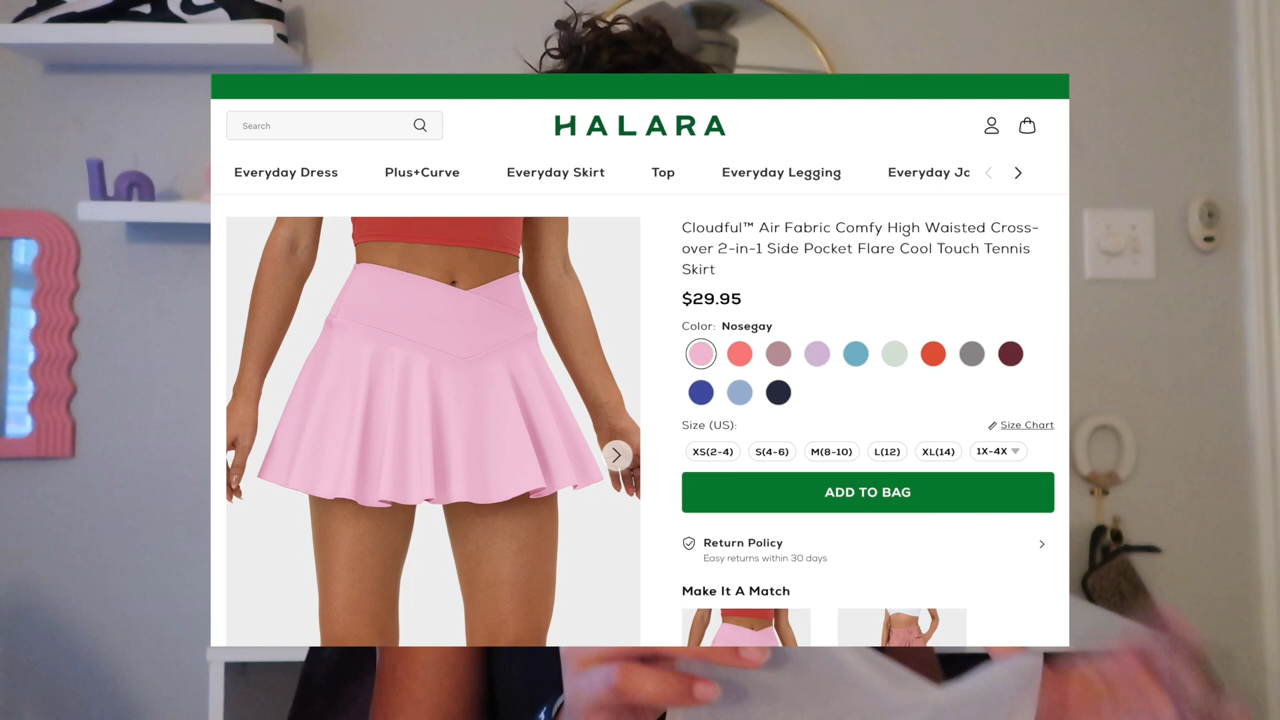 Search
HALARA
Everyday Dress
Plus+Curve
Everyday Skirt
Top
Everyday Legging
Everyday Jo
Cloudful™ Air Fabric Comfy High Waisted Cross-
over 2-in-1 Side Pocket Flare Cool Touch Tennis
Skirt
$29.95
Color: Nosegay
Size (US):
Size Chart
XS(2-4)
S(4-6)
M(8-10)
L(12)
XL(14)
1X-4X
ADD TO BAG
Return Policy
Easy returns within 30 days
Make It A Match